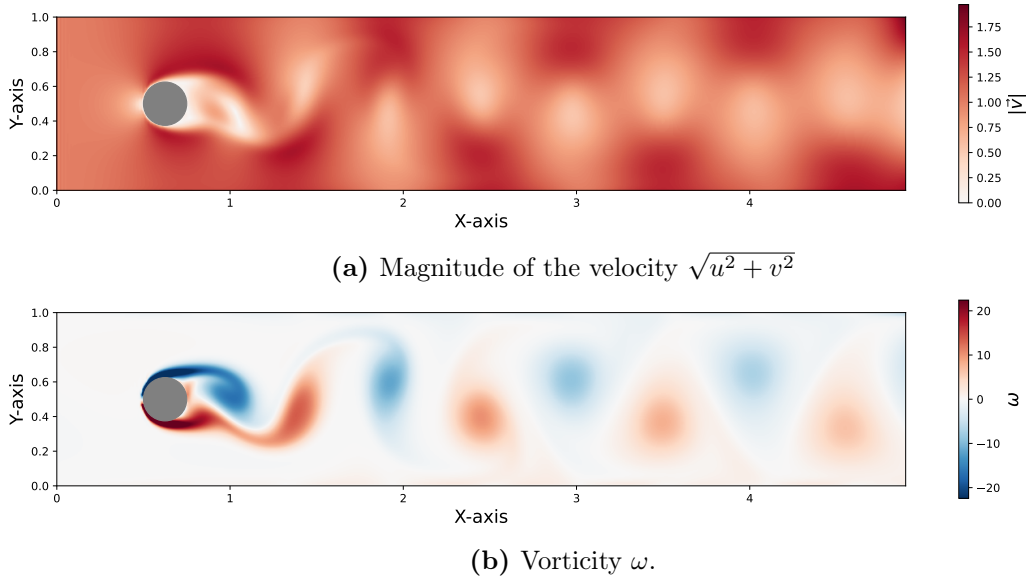 1.0
0.8
0.6
0.4
0.2
0.0
Y-axis
0 1 2 3 4
X-axis
1.75
1.50
1.25
1.00
0.75
0.50
0.25
0.00
|v⃗|
(a) Magnitude of the velocity √(u² + v²)
1.0
0.8
0.6
0.4
0.2
0.0
Y-axis
0 1 2 3 4
X-axis
20
10
0
−10
−20
ω
(b) Vorticity ω.